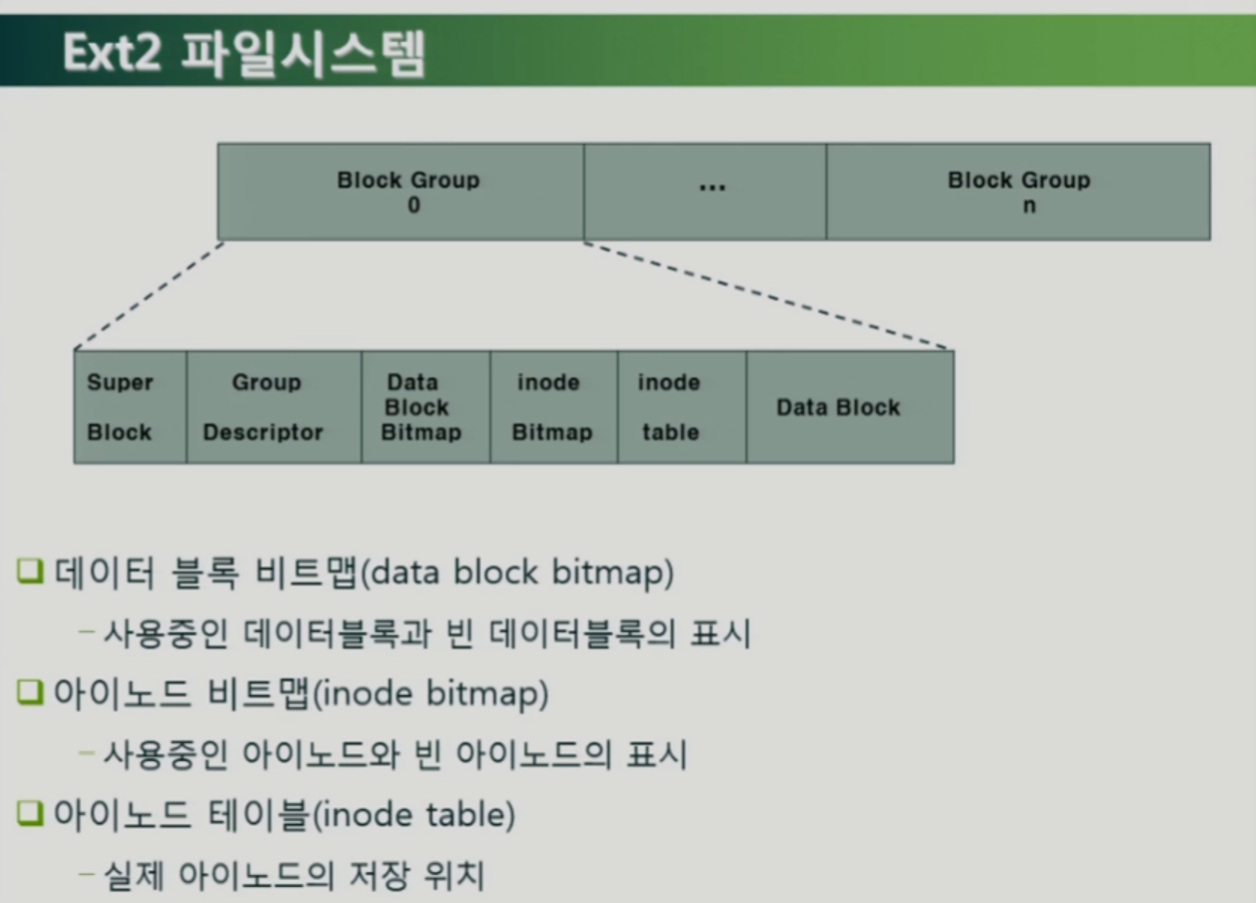 Ext2 파일시스템
Block Group
0
...
Block Group
n
Super
Block
Group
Descriptor
Data
Block
Bitmap
inode
Bitmap
inode
table
Data Block
데이터 블록 비트맵(data block bitmap)
– 사용중인 데이터블록과 빈 데이터블록의 표시
아이노드 비트맵(inode bitmap)
– 사용중인 아이노드와 빈 아이노드의 표시
아이노드 테이블(inode table)
– 실제 아이노드의 저장 위치